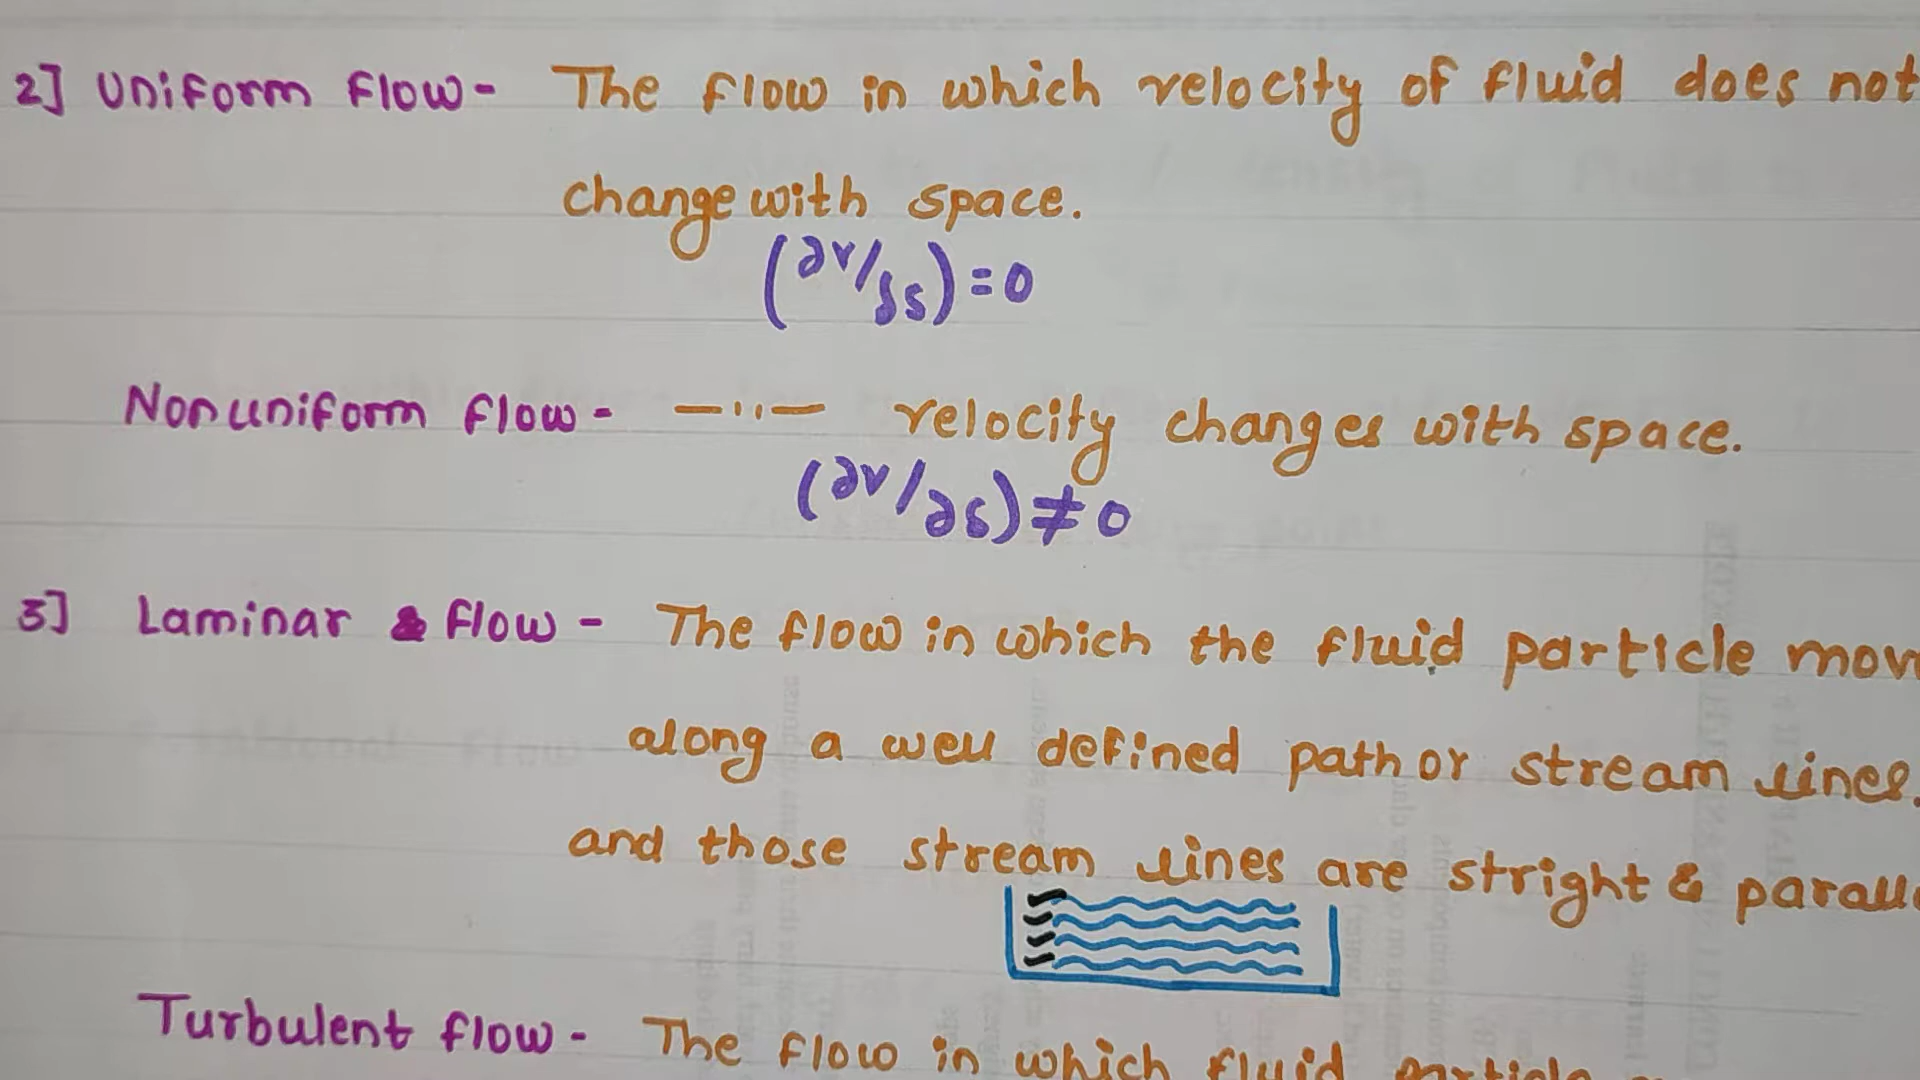 2] Uniform flow- The flow in which velocity of fluid does not
change with space.
(∂v/∂s)=0
Nonuniform flow- —"— velocity changes with space.
(∂v/∂s)≠0
3] Laminar flow- The flow in which the fluid particle mov
along a well defined path or stream lines.
and those stream lines are stright & parall
Turbulent flow- The flow in which fluid particle